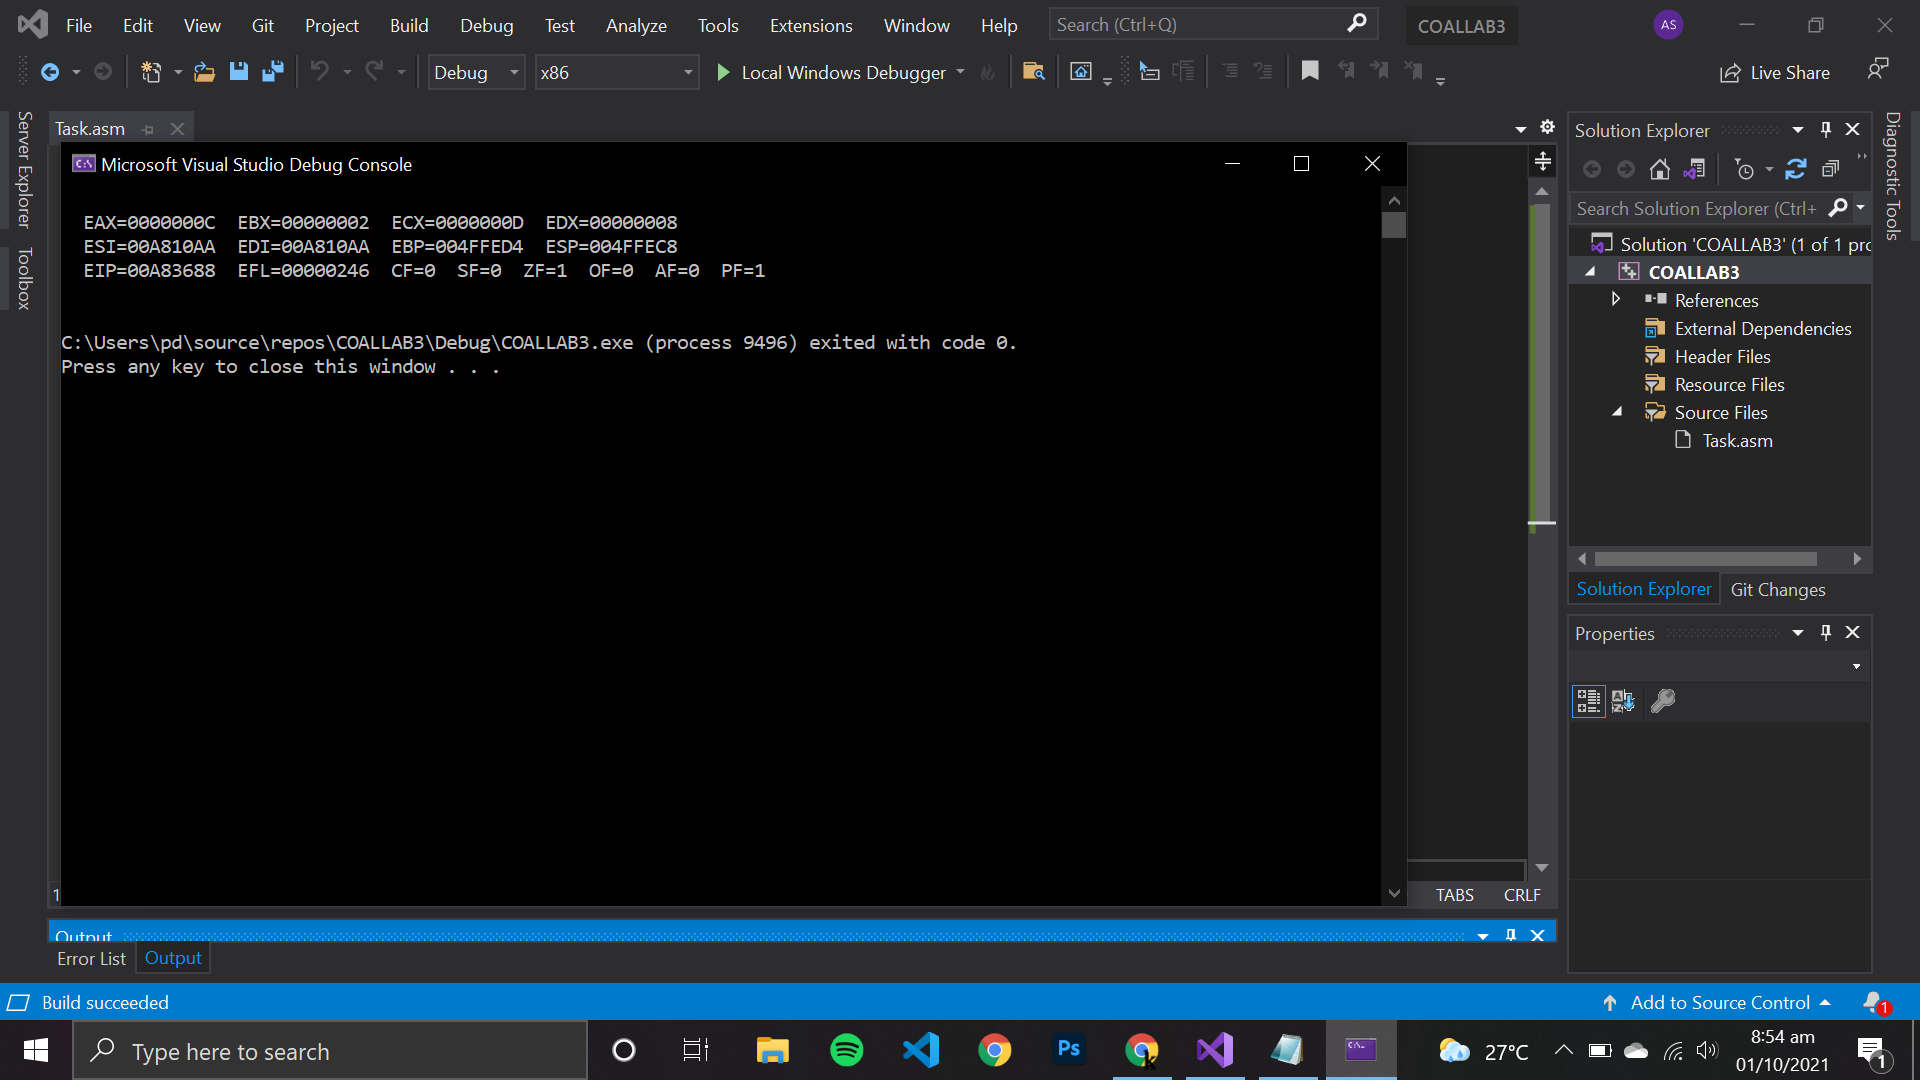 File Edit View Git Project Build Debug Test Analyze Tools Extensions Window Help Search (Ctrl+Q) COALLAB3 AS
Debug x86 Local Windows Debugger Live Share
Server Explorer
Toolbox
Task.asm
Microsoft Visual Studio Debug Console
EAX=0000000C EBX=00000002 ECX=0000000D EDX=00000008
ESI=00A810AA EDI=00A810AA EBP=004FFED4 ESP=004FFEC8
EIP=00A83688 EFL=00000246 CF=0 SF=0 ZF=1 OF=0 AF=0 PF=1
C:\Users\pd\source\repos\COALLAB3\Debug\COALLAB3.exe (process 9496) exited with code 0.
Press any key to close this window . . .
1
TABS CRLF
Output
Error List Output
Solution Explorer
Search Solution Explorer (Ctrl+
Solution 'COALLAB3' (1 of 1 pro
COALLAB3
References
External Dependencies
Header Files
Resource Files
Source Files
Task.asm
Solution Explorer Git Changes
Properties
Diagnostic Tools
Build succeeded Add to Source Control 1
Type here to search Ps 27°C 8:54 am
01/10/2021 1